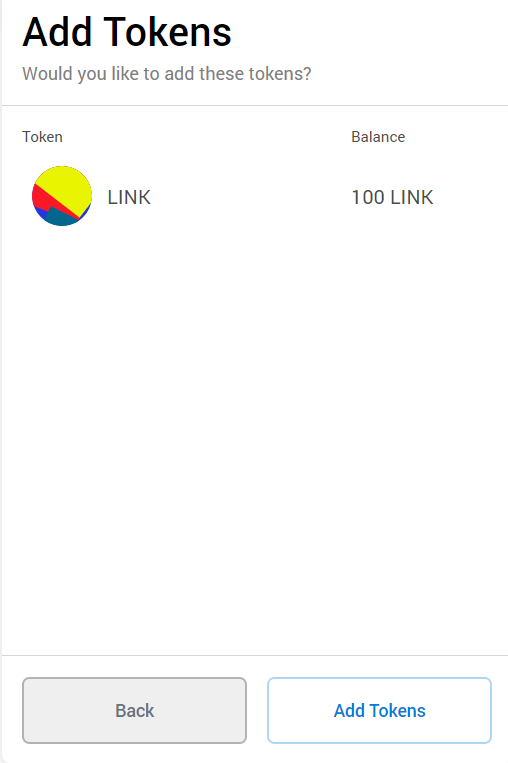 Add Tokens
Would you like to add these tokens?
Token Balance
LINK 100 LINK
Back Add Tokens